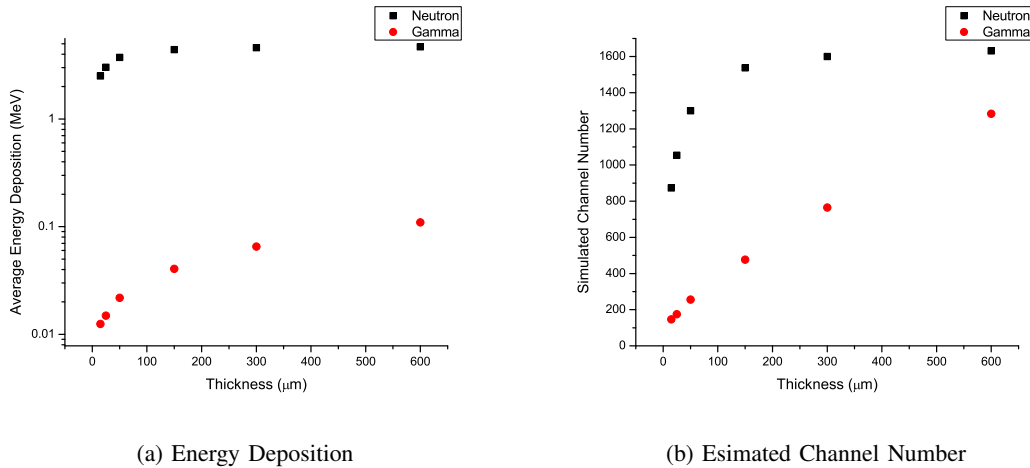 Neutron
Gamma
1
0.1
0.01
Average Energy Deposition (MeV)
0 100 200 300 400 500 600
Thickness (μm)
(a) Energy Deposition
Neutron
Gamma
1600
1400
1200
1000
800
600
400
200
0
Simulated Channel Number
0 100 200 300 400 500 600
Thickness (μm)
(b) Esimated Channel Number